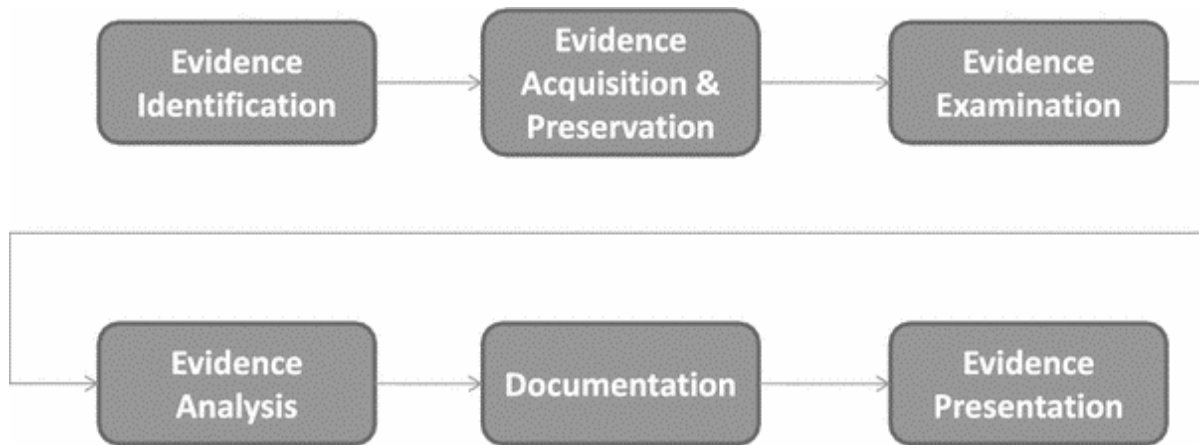 Evidence
Identification
Evidence
Acquisition &
Preservation
Evidence
Examination
Evidence
Analysis
Documentation
Evidence
Presentation